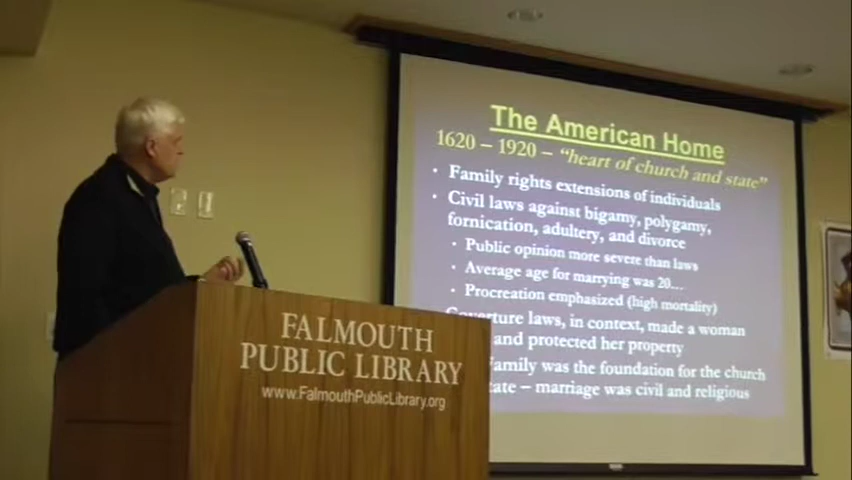 The American Home
1620 – 1920 – “heart of church and state”
• Family rights extensions of individuals
• Civil laws against bigamy, polygamy,
fornication, adultery, and divorce
• Public opinion more severe than laws
• Average age for marrying was 20...
• Procreation emphasized (high mortality)
Coverture laws, in context, made a woman
and protected her property
Family was the foundation for the church
state – marriage was civil and religious
FALMOUTH
PUBLIC LIBRARY
www.FalmouthPublicLibrary.org